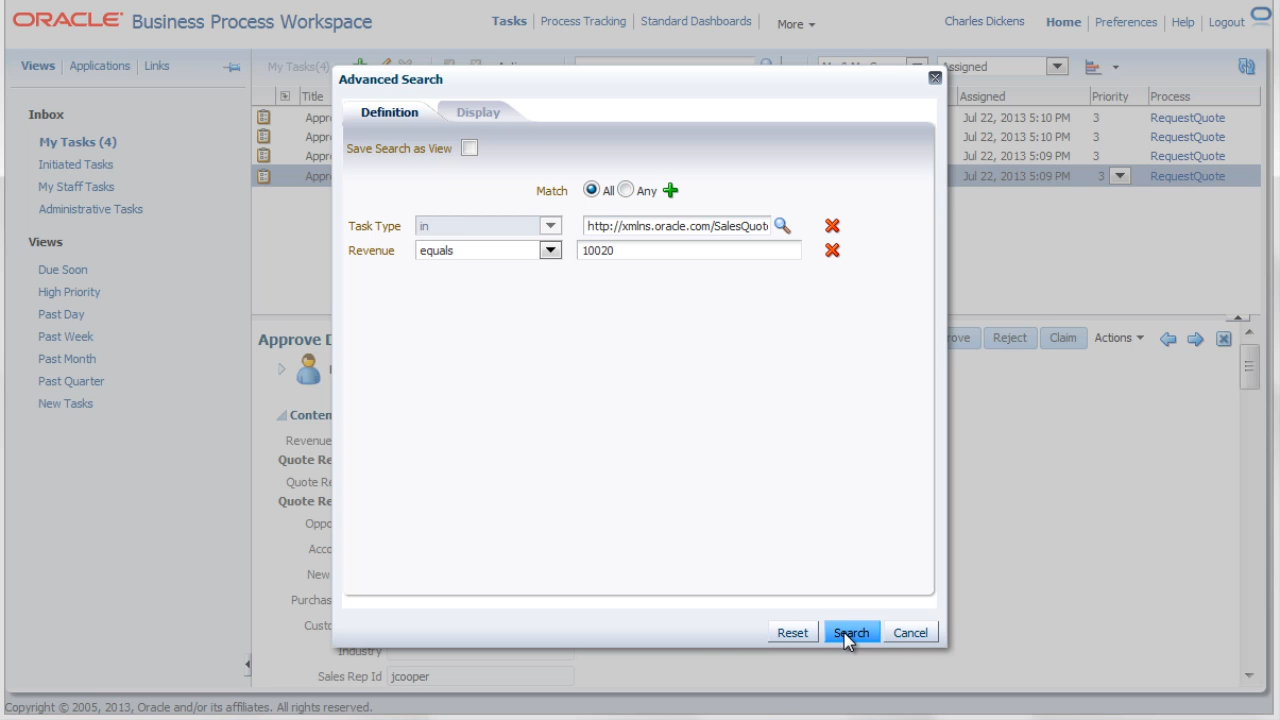 ORACLE Business Process Workspace
Tasks Process Tracking Standard Dashboards More
Charles Dickens Home Preferences Help Logout
Views Applications Links
My Tasks(4)
Assigned
Advanced Search
Title
Assigned Priority Process
Definition Display
Inbox
Jul 22, 2013 5:10 PM 3 RequestQuote
My Tasks (4)
Jul 22, 2013 5:10 PM 3 RequestQuote
Save Search as View
Initiated Tasks
Jul 22, 2013 5:09 PM 3 RequestQuote
My Staff Tasks
Jul 22, 2013 5:09 PM 3 RequestQuote
Match All Any
Administrative Tasks
Task Type in http://xmlns.oracle.com/SalesQuot
Views
Revenue equals 10020
Due Soon
High Priority
Past Day
Past Week
Past Month
Past Quarter
New Tasks
Approve D
ove Reject Claim Actions
Conten
Revenue
Quote Re
Quote Re
Quote Re
Oppo
Acco
New
Purchas
Custo
Reset Search Cancel
Industry
Sales Rep Id jcooper
Copyright © 2005, 2013, Oracle and/or its affiliates. All rights reserved.